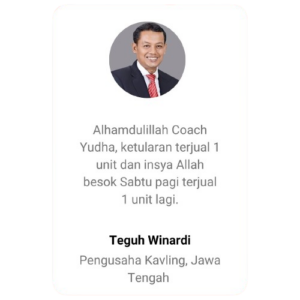 Alhamdulillah Coach
Yudha, ketularan terjual 1
unit dan insya Allah
besok Sabtu pagi terjual
1 unit lagi.
Teguh Winardi
Pengusaha Kavling, Jawa
Tengah